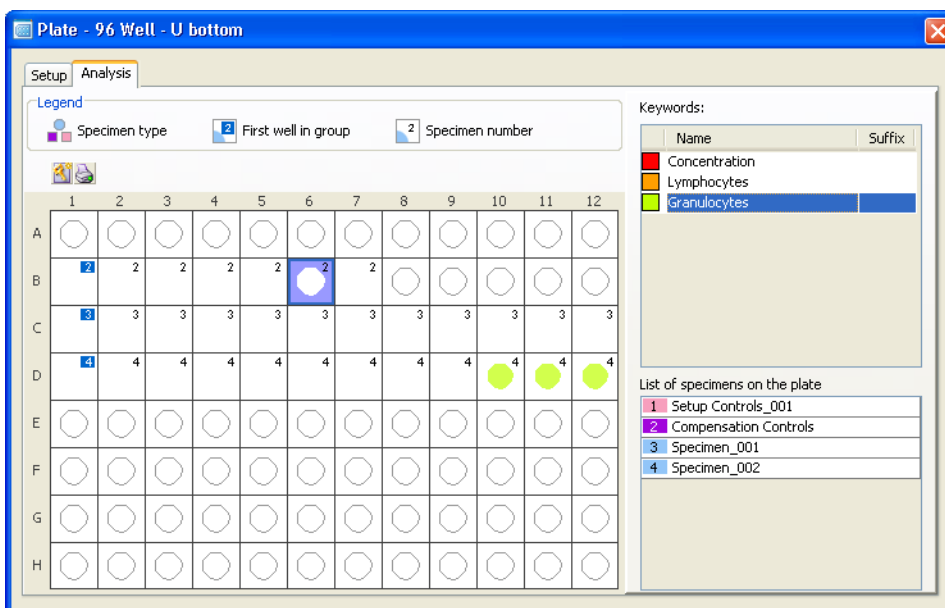 Plate - 96 Well - U bottom
Setup Analysis
Legend
Specimen type 2 First well in group 2 Specimen number
Keywords:
Name Suffix
Concentration
Lymphocytes
Granulocytes
1 2 3 4 5 6 7 8 9 10 11 12
A
B 2 2 2 2 2 2 2
C 3 3 3 3 3 3 3 3 3 3 3 3
D 4 4 4 4 4 4 4 4 4 4 4 4
E
F
G
H
List of specimens on the plate
1 Setup Controls_001
2 Compensation Controls
3 Specimen_001
4 Specimen_002